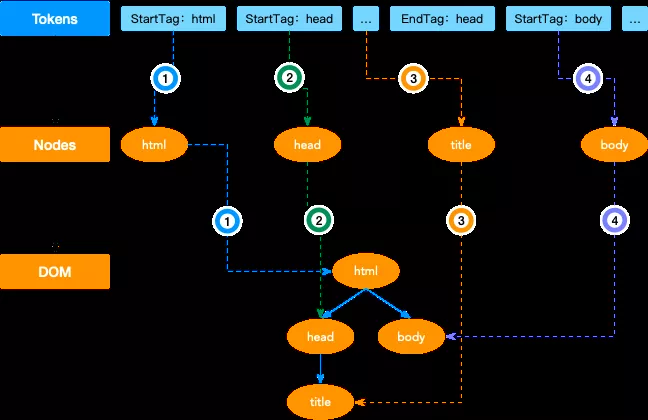 Tokens
StartTag: html
StartTag: head
...
EndTag: head
StartTag: body
...
1
2
3
4
Nodes
html
head
title
body
1
2
3
4
DOM
html
head
body
title